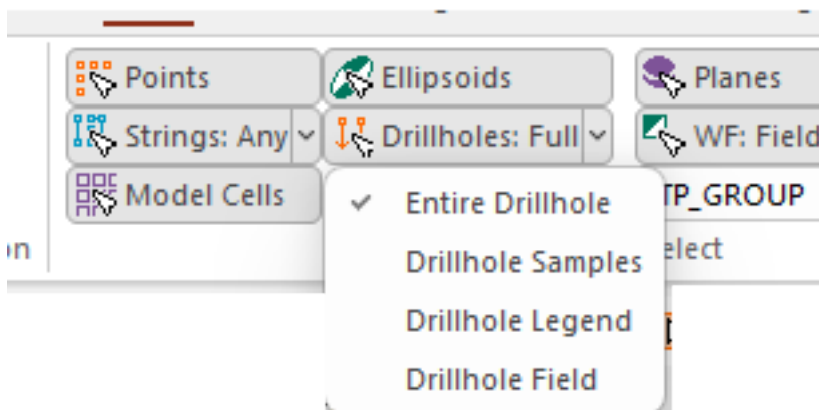 Points Ellipsoids Planes
Strings: Any Drillholes: Full WF: Field
Model Cells TP_GROUP
Entire Drillhole
on elect
Drillhole Samples
Drillhole Legend
Drillhole Field